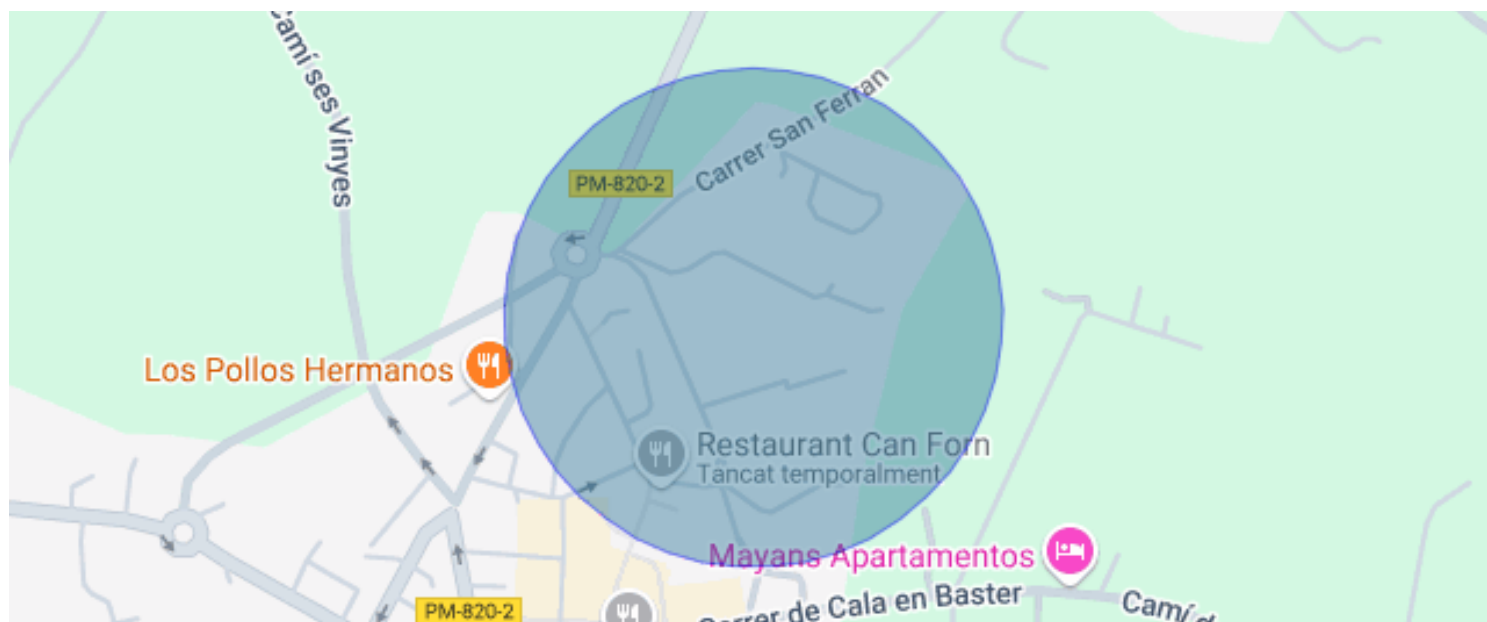 Camí ses Vinyes
Carrer San Ferran
PM-820-2
Los Pollos Hermanos
Restaurant Can Forn
Tancat temporalment
Mayans Apartamentos
Carrer de Cala en Baster
PM-820-2
Camí